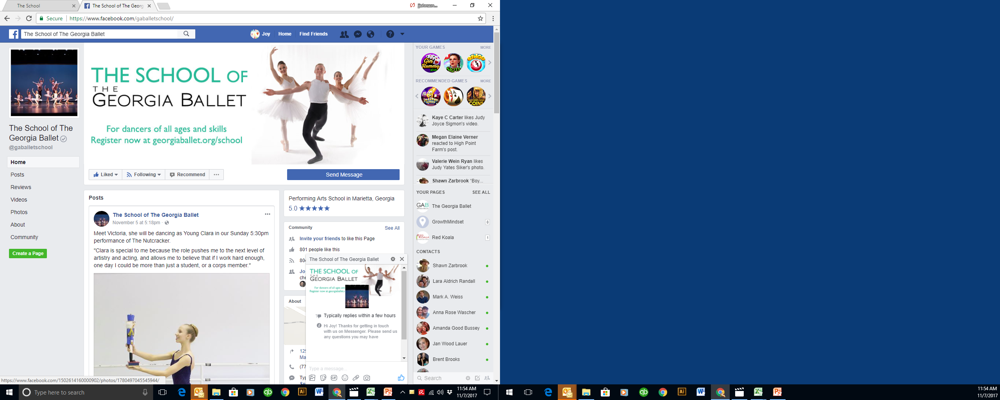 The School
The School of The Georg
jjohnson...
Secure
https://www.facebook.com/gaballetschool/
The School of The Georgia Ballet
Joy
Home
Find Friends
THE SCHOOL OF
THE
GEORGIA BALLET
For dancers of all ages and skills
Register now at georgiaballet.org/school
The School of The
Georgia Ballet
@gaballetschool
Home
Posts
Reviews
Videos
Photos
About
Community
Create a Page
Liked
Following
Recommend
Send Message
Posts
The School of The Georgia Ballet
November 5 at 5:18pm ·
Meet Victoria, she will be dancing as Young Clara in our Sunday 5:30pm
performance of The Nutcracker.
"Clara is special to me because the role pushes me to the next level of
artistry and acting, and allows me to believe that if I work hard enough,
one day I could be more than just a student, or a corps member."
https://www.facebook.com/1502614160000902/photos/1780497045545944/
Performing Arts School in Marietta, Georgia
5.0
Community
See All
Invite your friends to like this Page
801 people like this
804
Jo
che
About
125
Ma
(77
Typ
Se
The School of The Georgia Ballet
THE SCHOOL OF
THE
GEORGIA BALLET
For dancers of all ages and
Register now at georgiaballet.o
Typically replies within a few hours
Hi Joy! Thanks for getting in touch
with us on Messenger. Please send us
any questions you may have
Type a message...
GIF
YOUR GAMES
MORE
Gin
Rummy
plus
SLOTS
BINGO
RECOMMENDED GAMES
MORE
JACKPOT
PARTY
100,000,000
COINS
Kaye C Carter likes Judy
Joyce Sigmon's video.
Megan Elaine Verner
reacted to High Point
Farm's post.
Valerie Wein Ryan likes
Judy Yates Siker's photo.
Shawn Zarbrook "Boy...
YOUR PAGES
SEE ALL
GAB
The Georgia Ballet
GrowthMindset
8
RED
KOALA
Red Koala
1
CONTACTS
Shawn Zarbrook
Lara Aldrich Randall
Mark A. Weiss
Anna Rose Wascher
Amanda Good Bussey
Jan Wood Lauer
Brent Brooks
Search
Type here to search
11:54 AM
11/7/2017
11:54 AM
11/7/2017